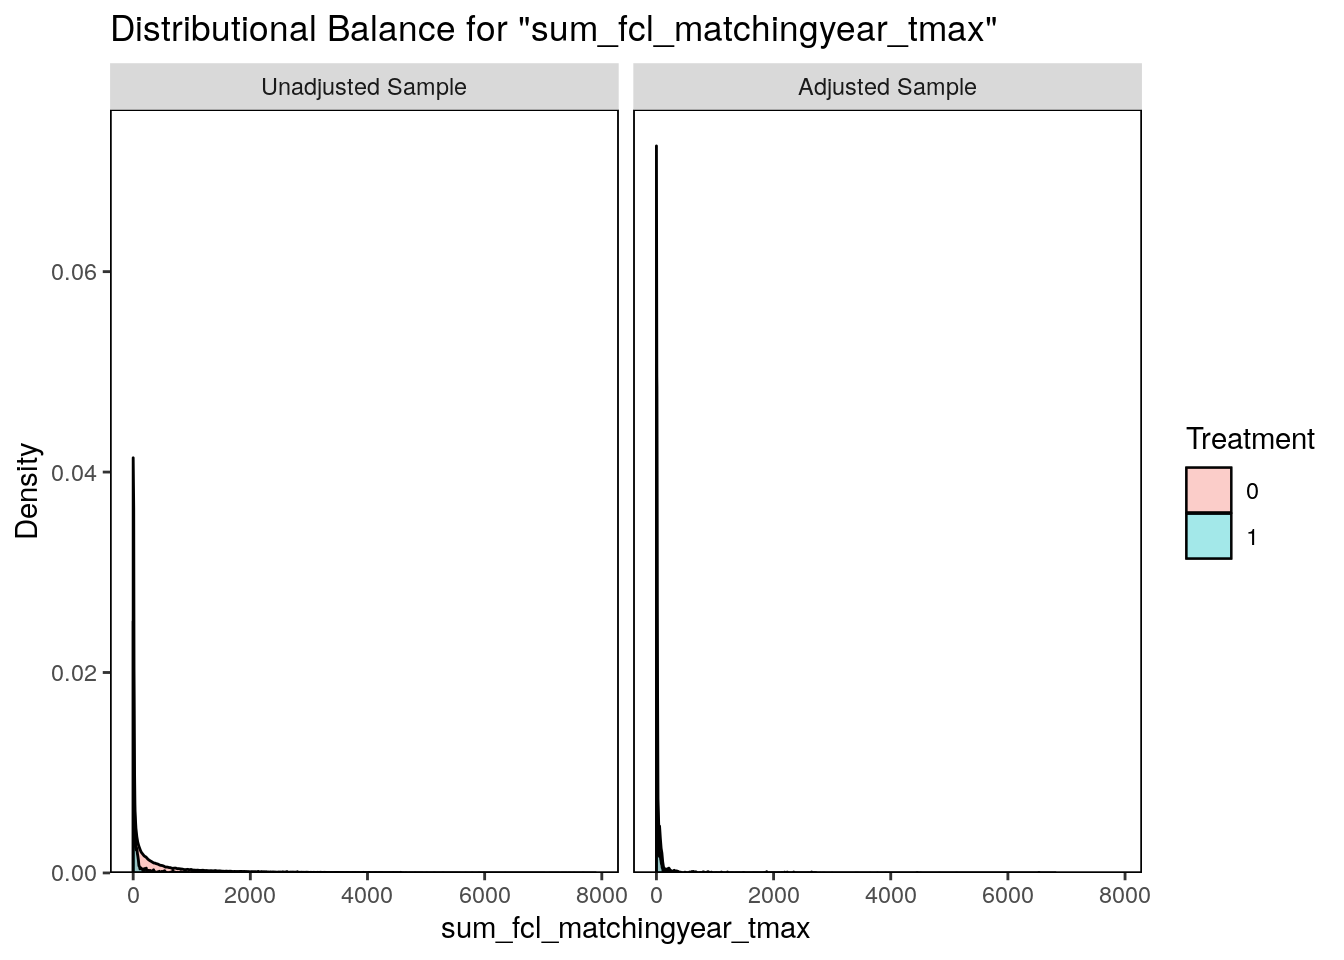 Distributional Balance for "sum_fcl_matchingyear_tmax"
Unadjusted Sample
Adjusted Sample
Density
0.06
0.04
0.02
0.00
0 2000 4000 6000 8000
0 2000 4000 6000 8000
sum_fcl_matchingyear_tmax
Treatment
0
1